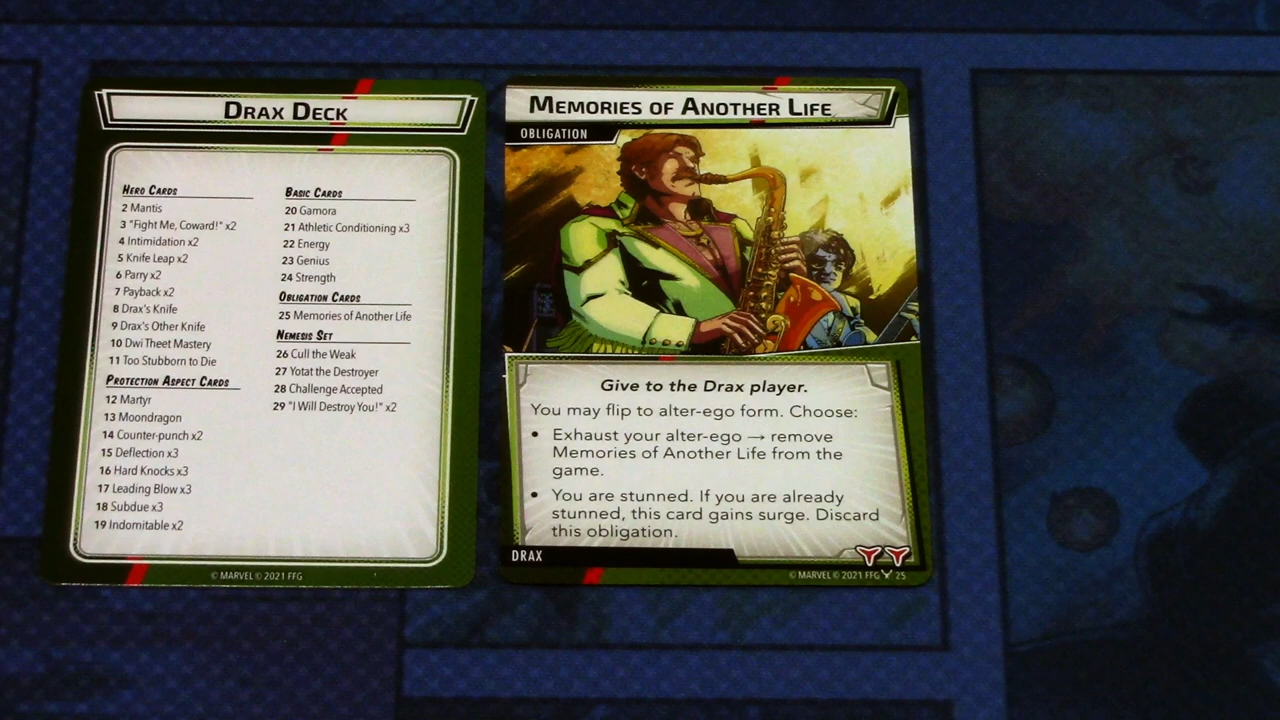 DRAX DECK
HERO CARDS
2 Mantis
3 "Fight Me, Coward!" x2
4 Intimidation x2
5 Knife Leap x2
6 Parry x2
7 Payback x2
8 Drax's Knife
9 Drax's Other Knife
10 Dwi Theet Mastery
11 Too Stubborn to Die
PROTECTION ASPECT CARDS
12 Martyr
13 Moondragon
14 Counter-punch x2
15 Deflection x3
16 Hard Knocks x3
17 Leading Blow x3
18 Subdue x3
19 Indomitable x2
BASIC CARDS
20 Gamora
21 Athletic Conditioning x3
22 Energy
23 Genius
24 Strength
OBLIGATION CARDS
25 Memories of Another Life
NEMESIS SET
26 Cull the Weak
27 Yotat the Destroyer
28 Challenge Accepted
29 "I Will Destroy You!" x2
© MARVEL © 2021 FFG
MEMORIES OF ANOTHER LIFE
OBLIGATION
Give to the Drax player.
You may flip to alter-ego form. Choose:
• Exhaust your alter-ego → remove
Memories of Another Life from the
game.
• You are stunned. If you are already
stunned, this card gains surge. Discard
this obligation.
DRAX
© MARVEL © 2021 FFG 25